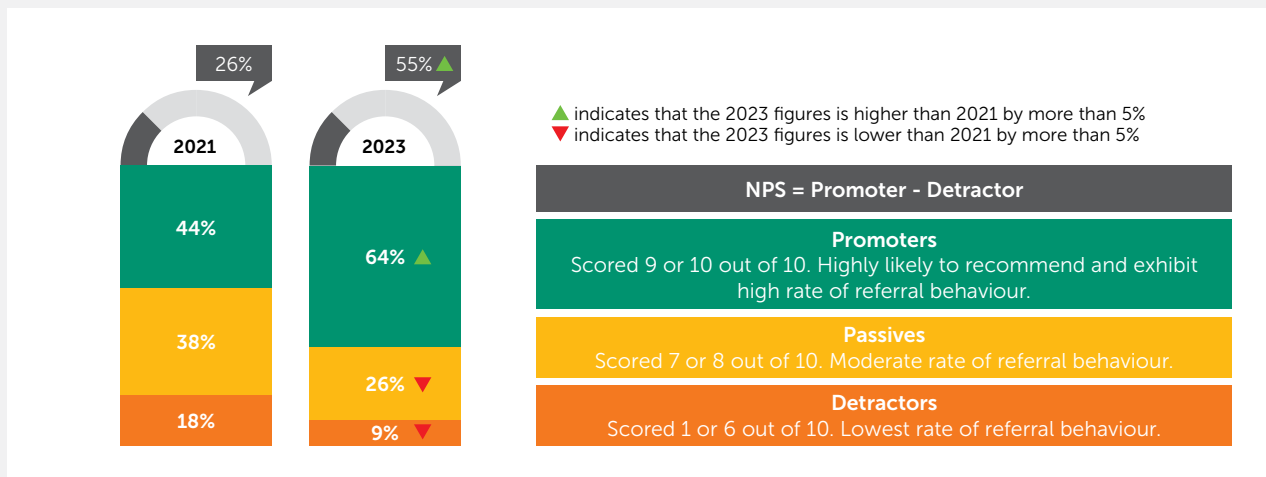 26%
55%
2021
2023
44%
38%
18%
64%
26%
9%
indicates that the 2023 figures is higher than 2021 by more than 5%
indicates that the 2023 figures is lower than 2021 by more than 5%
NPS = Promoter - Detractor
Promoters
Scored 9 or 10 out of 10. Highly likely to recommend and exhibit
high rate of referral behaviour.
Passives
Scored 7 or 8 out of 10. Moderate rate of referral behaviour.
Detractors
Scored 1 or 6 out of 10. Lowest rate of referral behaviour.